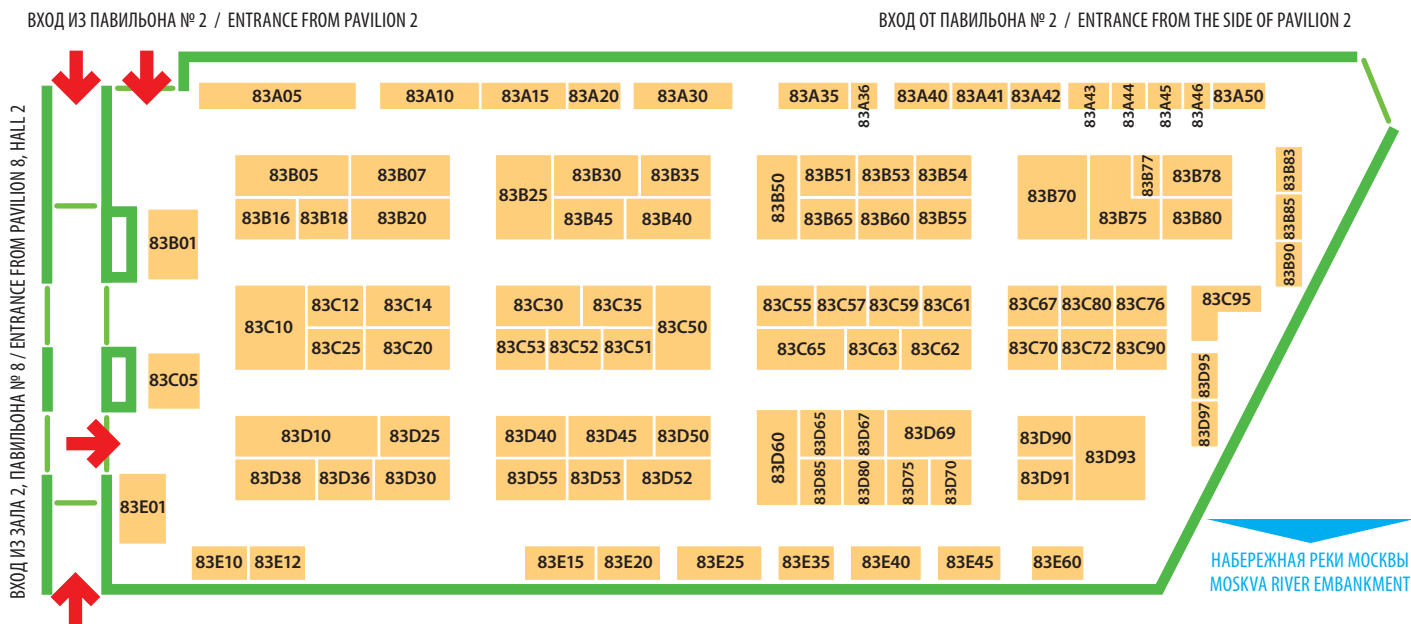 ВХОД ИЗ ПАВИЛЬОНА № 2 / ENTRANCE FROM PAVILION 2
ВХОД ОТ ПАВИЛЬОНА № 2 / ENTRANCE FROM THE SIDE OF PAVILION 2
ВХОД ИЗ ЗАЛА 2, ПАВИЛЬОНА № 8 / ENTRANCE FROM PAVILION 8, HALL 2
83A05 83A10 83A15 83A20 83A30 83A35 83A36 83A40 83A41 83A42 83A43 83A44 83A45 83A46 83A50
83B05 83B07 83B25 83B30 83B35 83B50 83B51 83B53 83B54 83B70 83B75 83B77 83B78 83B83
83B16 83B18 83B20 83B45 83B40 83B65 83B60 83B55 83B80 83B85
83B01 83B90
83C10 83C12 83C14 83C30 83C35 83C50 83C55 83C57 83C59 83C61 83C67 83C80 83C76 83C95
83C25 83C20 83C53 83C52 83C51 83C65 83C63 83C62 83C70 83C72 83C90
83C05 83D95
83D97
83D10 83D25 83D40 83D45 83D50 83D60 83D65 83D67 83D69 83D90 83D93
83D38 83D36 83D30 83D55 83D53 83D52 83D85 83D80 83D75 83D70 83D91
83E01
83E10 83E12 83E15 83E20 83E25 83E35 83E40 83E45 83E60
НАБЕРЕЖНАЯ РЕКИ МОСКВЫ
MOSKVA RIVER EMBANKMENT